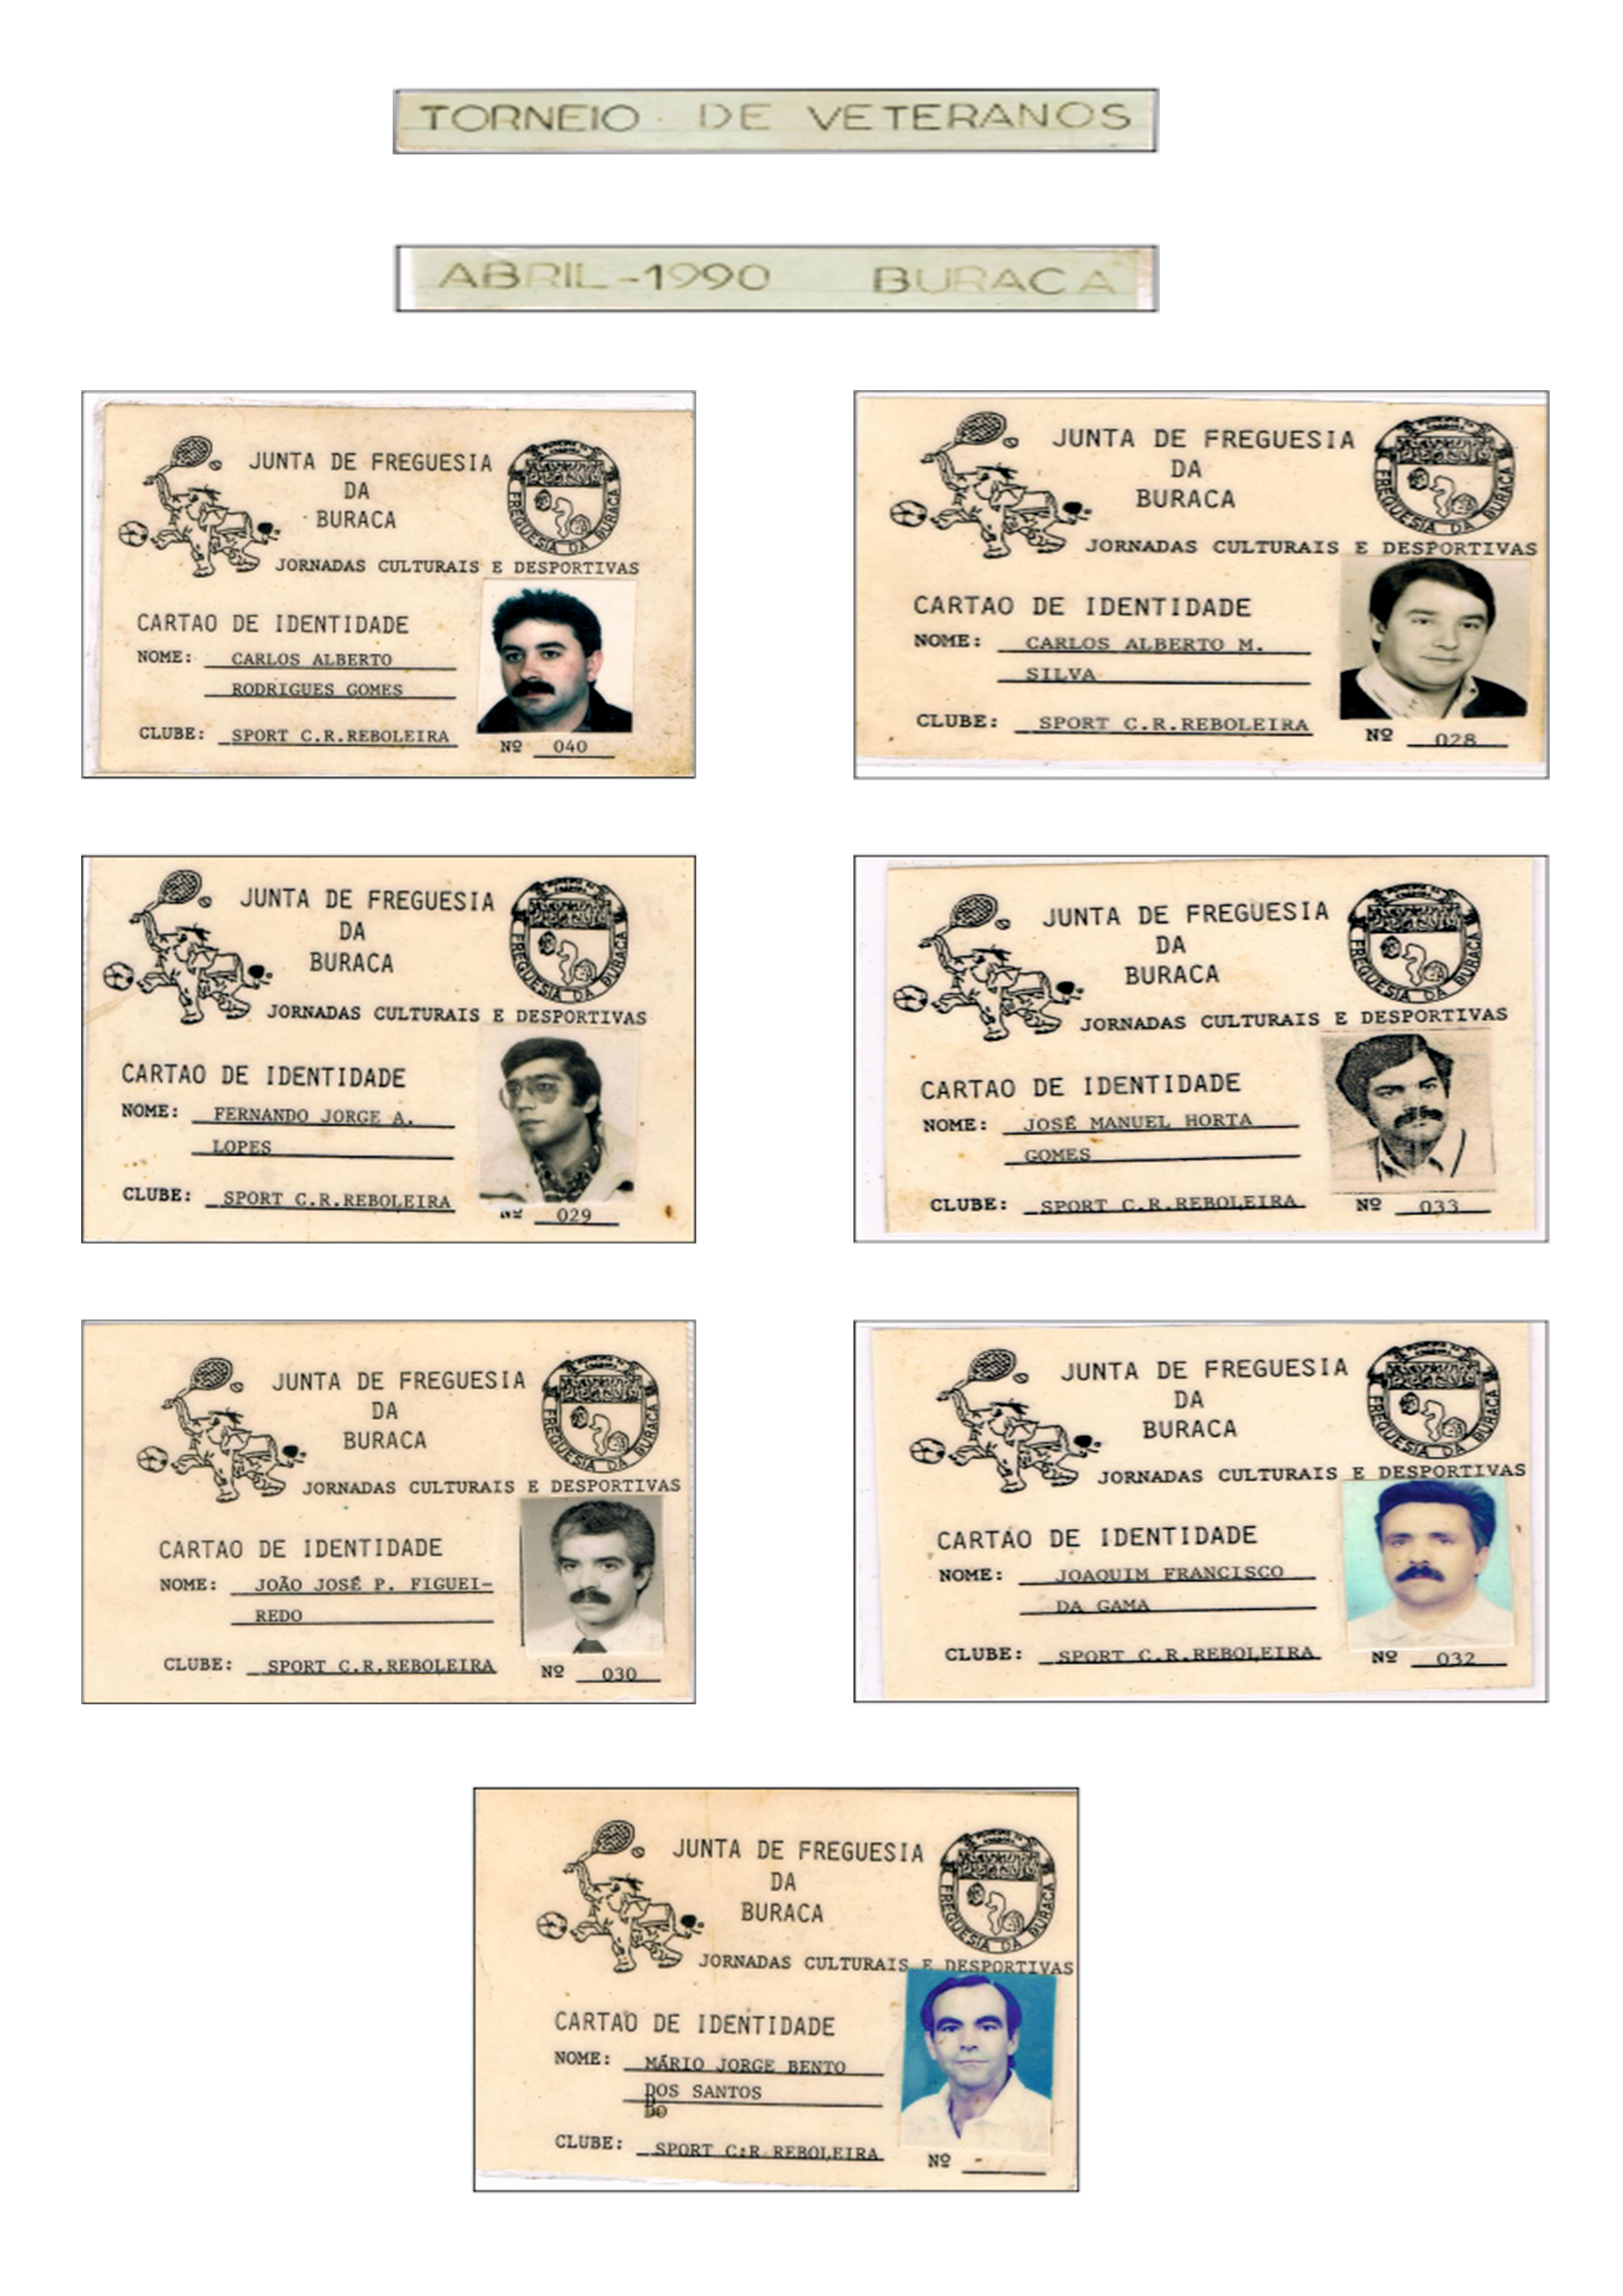 TORNEIO DE VETERANOS
ABRIL-1990 BURACA
JUNTA DE FREGUESIA
DA
BURACA
FREGUESIA DA BURACA
JORNADAS CULTURAIS E DESPORTIVAS
CARTAO DE IDENTIDADE
NOME: CARLOS ALBERTO
RODRIGUES GOMES
CLUBE: SPORT C.R.REBOLEIRA
Nº 040
JUNTA DE FREGUESIA
DA
BURACA
FREGUESIA DA BURACA
JORNADAS CULTURAIS E DESPORTIVAS
CARTAO DE IDENTIDADE
NOME: CARLOS ALBERTO M.
SILVA
CLUBE: SPORT C.R.REBOLEIRA
Nº 028
JUNTA DE FREGUESIA
DA
BURACA
FREGUESIA DA BURACA
JORNADAS CULTURAIS E DESPORTIVAS
CARTAO DE IDENTIDADE
NOME: FERNANDO JORGE A.
LOPES
CLUBE: SPORT C.R.REBOLEIRA
Nº 029
JUNTA DE FREGUESIA
DA
BURACA
FREGUESIA DA BURACA
JORNADAS CULTURAIS E DESPORTIVAS
CARTAO DE IDENTIDADE
NOME: JOSÉ MANUEL HORTA
GOMES
CLUBE: SPORT C.R.REBOLEIRA
Nº 033
JUNTA DE FREGUESIA
DA
BURACA
FREGUESIA DA BURACA
JORNADAS CULTURAIS E DESPORTIVAS
CARTAO DE IDENTIDADE
NOME: JOÃO JOSÉ P. FIGUEI-
REDO
CLUBE: SPORT C.R.REBOLEIRA
Nº 030
JUNTA DE FREGUESIA
DA
BURACA
FREGUESIA DA BURACA
JORNADAS CULTURAIS E DESPORTIVAS
CARTAO DE IDENTIDADE
NOME: JOAQUIM FRANCISCO
DA GAMA
CLUBE: SPORT C.R.REBOLEIRA
Nº 032
JUNTA DE FREGUESIA
DA
BURACA
FREGUESIA DA BURACA
JORNADAS CULTURAIS E DESPORTIVAS
CARTAO DE IDENTIDADE
NOME: MÁRIO JORGE BENTO
DOS SANTOS
CLUBE: SPORT C:R REBOLEIRA
Nº